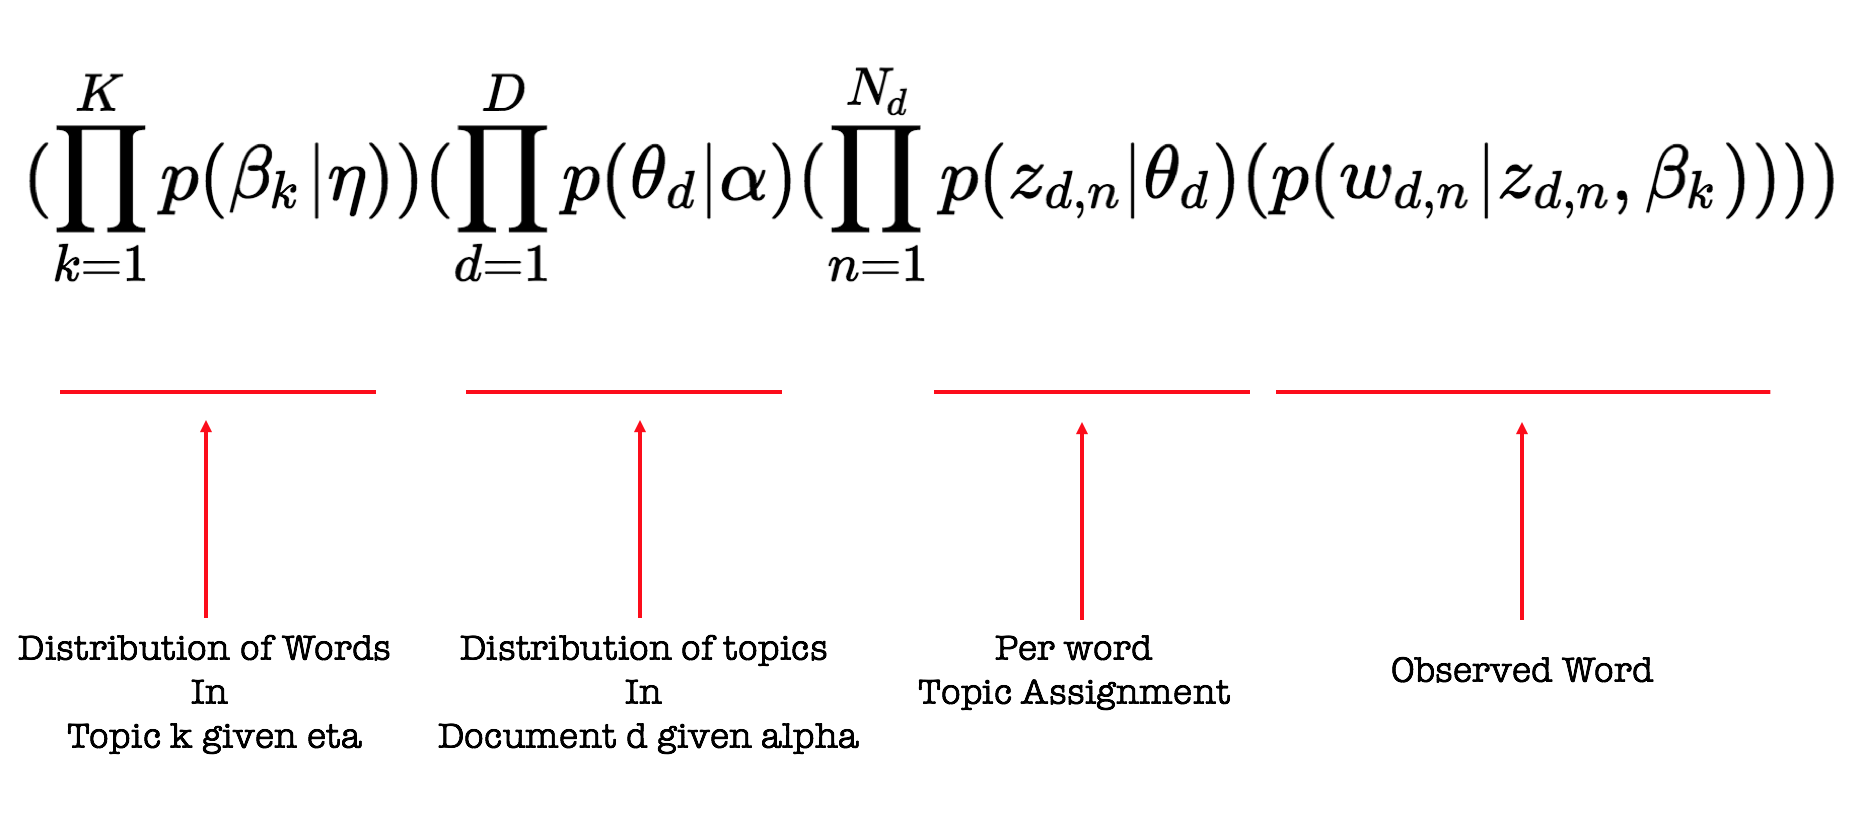 (∏_{k=1}^{K} p(β_k|η))(∏_{d=1}^{D} p(θ_d|α)(∏_{n=1}^{N_d} p(z_{d,n}|θ_d)(p(w_{d,n}|z_{d,n}, β_k))))
Distribution of Words
In
Topic k given eta
Distribution of topics
In
Document d given alpha
Per word
Topic Assignment
Observed Word